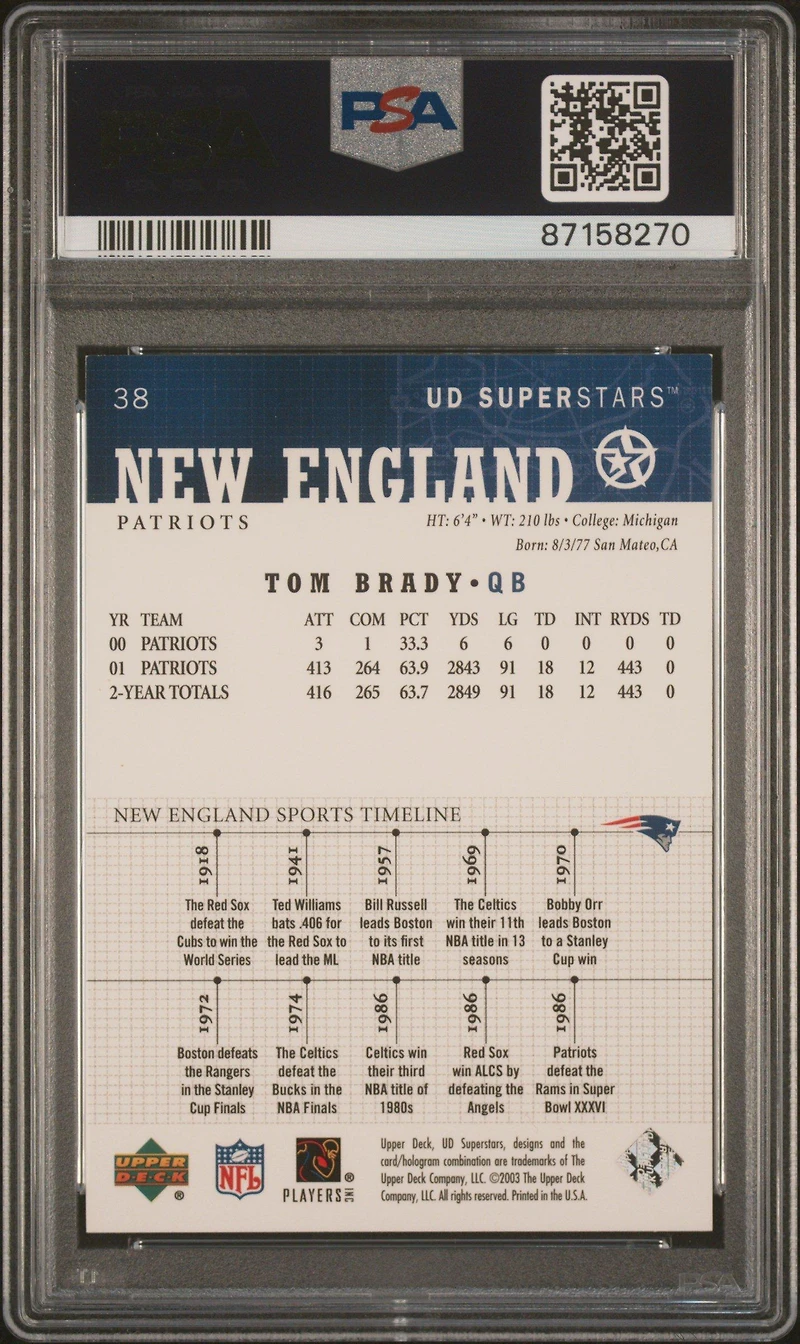 PSA
87158270
38
UD SUPERSTARS™
NEW ENGLAND
PATRIOTS
HT: 6'4" • WT: 210 lbs • College: Michigan
Born: 8/3/77 San Mateo,CA
TOM BRADY • QB
YR TEAM ATT COM PCT YDS LG TD INT RYDS TD
00 PATRIOTS 3 1 33.3 6 6 0 0 0 0
01 PATRIOTS 413 264 63.9 2843 91 18 12 443 0
2-YEAR TOTALS 416 265 63.7 2849 91 18 12 443 0
NEW ENGLAND SPORTS TIMELINE
1918
The Red Sox
defeat the
Cubs to win the
World Series
1941
Ted Williams
bats .406 for
the Red Sox to
lead the ML
1957
Bill Russell
leads Boston
to its first
NBA title
1969
The Celtics
win their 11th
NBA title in 13
seasons
1970
Bobby Orr
leads Boston
to a Stanley
Cup win
1972
Boston defeats
the Rangers
in the Stanley
Cup Finals
1974
The Celtics
defeat the
Bucks in the
NBA Finals
1986
Celtics win
their third
NBA title of
1980s
1986
Red Sox
win ALCS by
defeating the
Angels
1986
Patriots
defeat the
Rams in Super
Bowl XXXVI
UPPER
DECK
®
NFL
PLAYERS INC ®
Upper Deck, UD Superstars, designs and the
card/hologram combination are trademarks of The
Upper Deck Company, LLC. ©2003 The Upper Deck
Company, LLC. All rights reserved. Printed in the U.S.A.
PSA